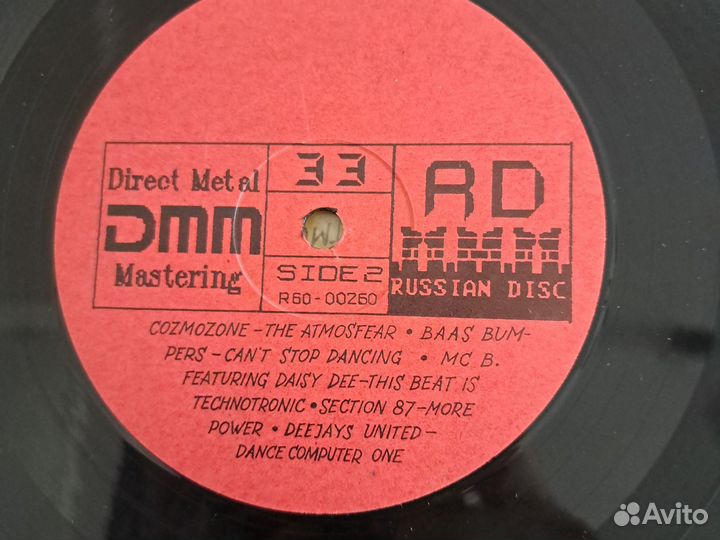 Direct Metal
DMM
Mastering
33
SIDE 2
R60-00260
RD
RUSSIAN DISC
COZMOZONE – THE ATMOSFEAR • BAAS BUM-
PERS – CAN'T STOP DANCING • MC B.
FEATURING DAISY DEE – THIS BEAT IS
TECHNOTRONIC • SECTION 87 – MORE
POWER • DEEJAYS UNITED –
DANCE COMPUTER ONE
Avito